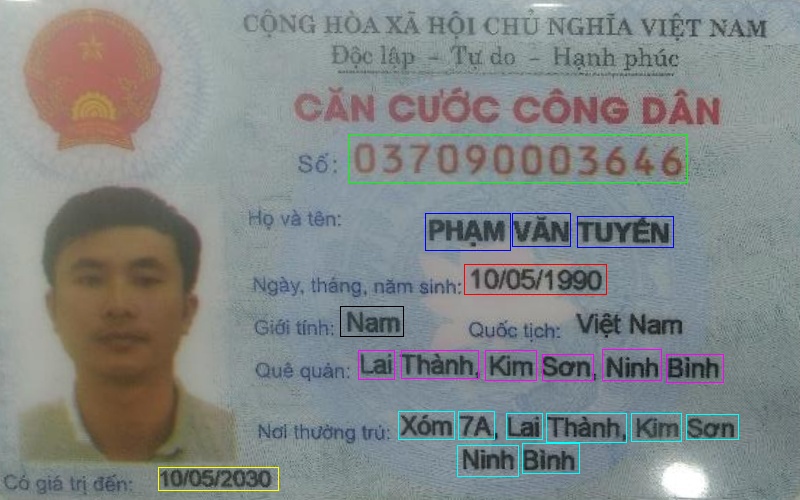 CỘNG HÒA XÃ HỘI CHỦ NGHĨA VIỆT NAM
Độc lập - Tự do - Hạnh phúc
CĂN CƯỚC CÔNG DÂN
Số: 037090003646
Họ và tên: PHẠM VĂN TUYẾN
Ngày, tháng, năm sinh: 10/05/1990
Giới tính: Nam Quốc tịch: Việt Nam
Quê quán: Lai Thành, Kim Sơn, Ninh Bình
Nơi thường trú: Xóm 7A, Lai Thành, Kim Sơn
Ninh Bình
Có giá trị đến: 10/05/2030